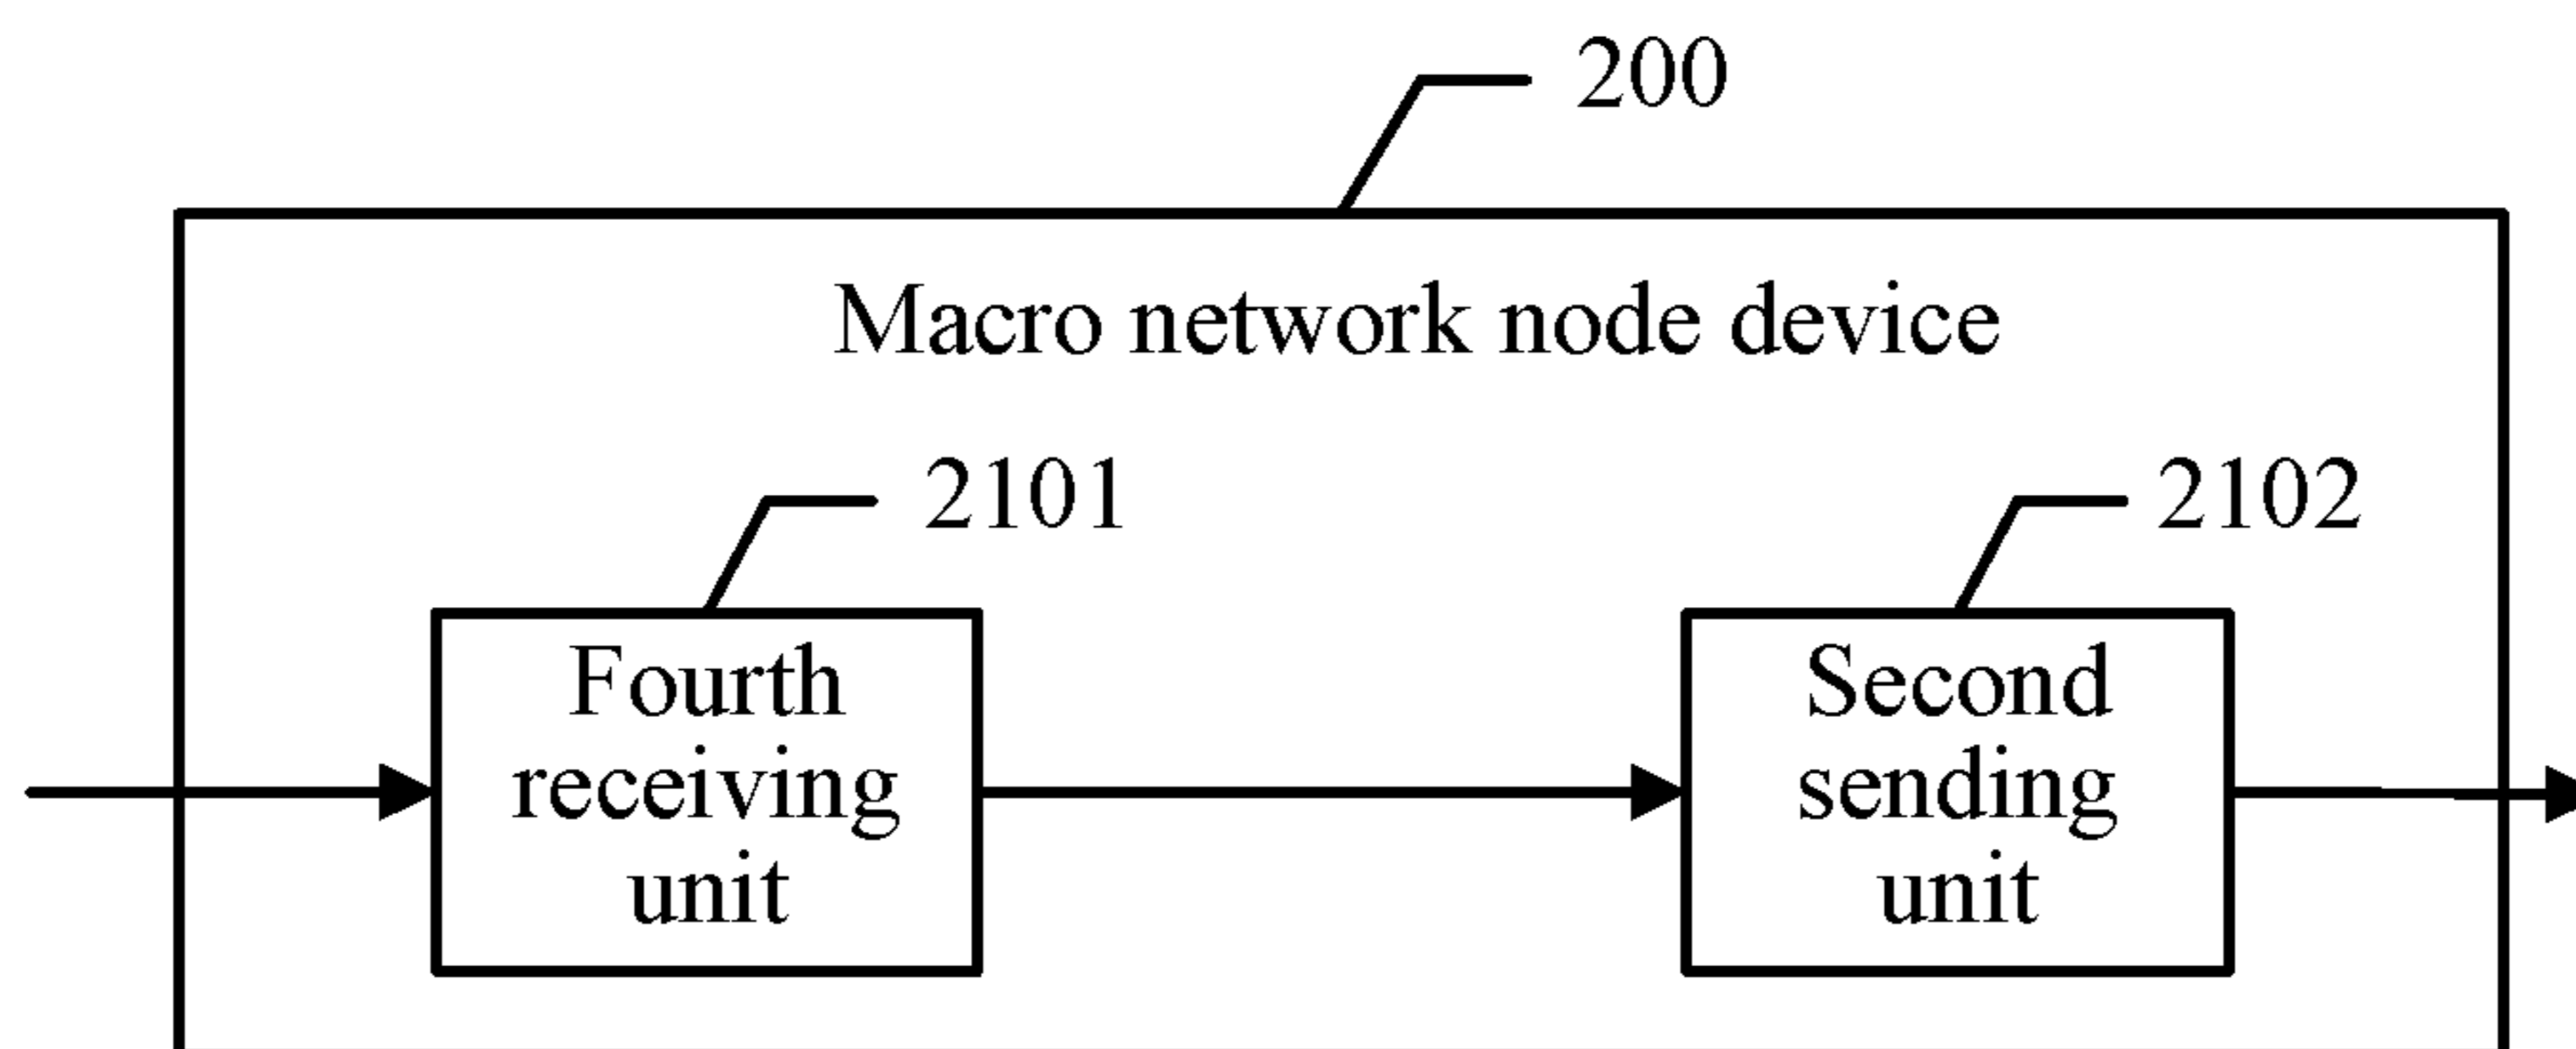 200
Macro network node device
2101
2102
Fourth
receiving
unit
Second
sending
unit